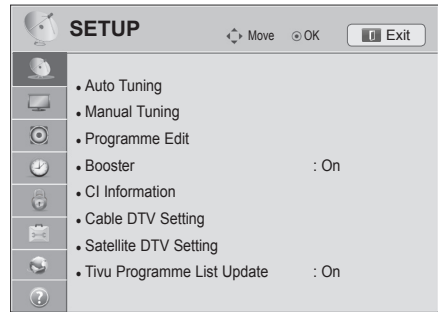 SETUP
Move
OK
Exit
• Auto Tuning
• Manual Tuning
• Programme Edit
• Booster : On
• CI Information
• Cable DTV Setting
• Satellite DTV Setting
• Tivu Programme List Update : On
?